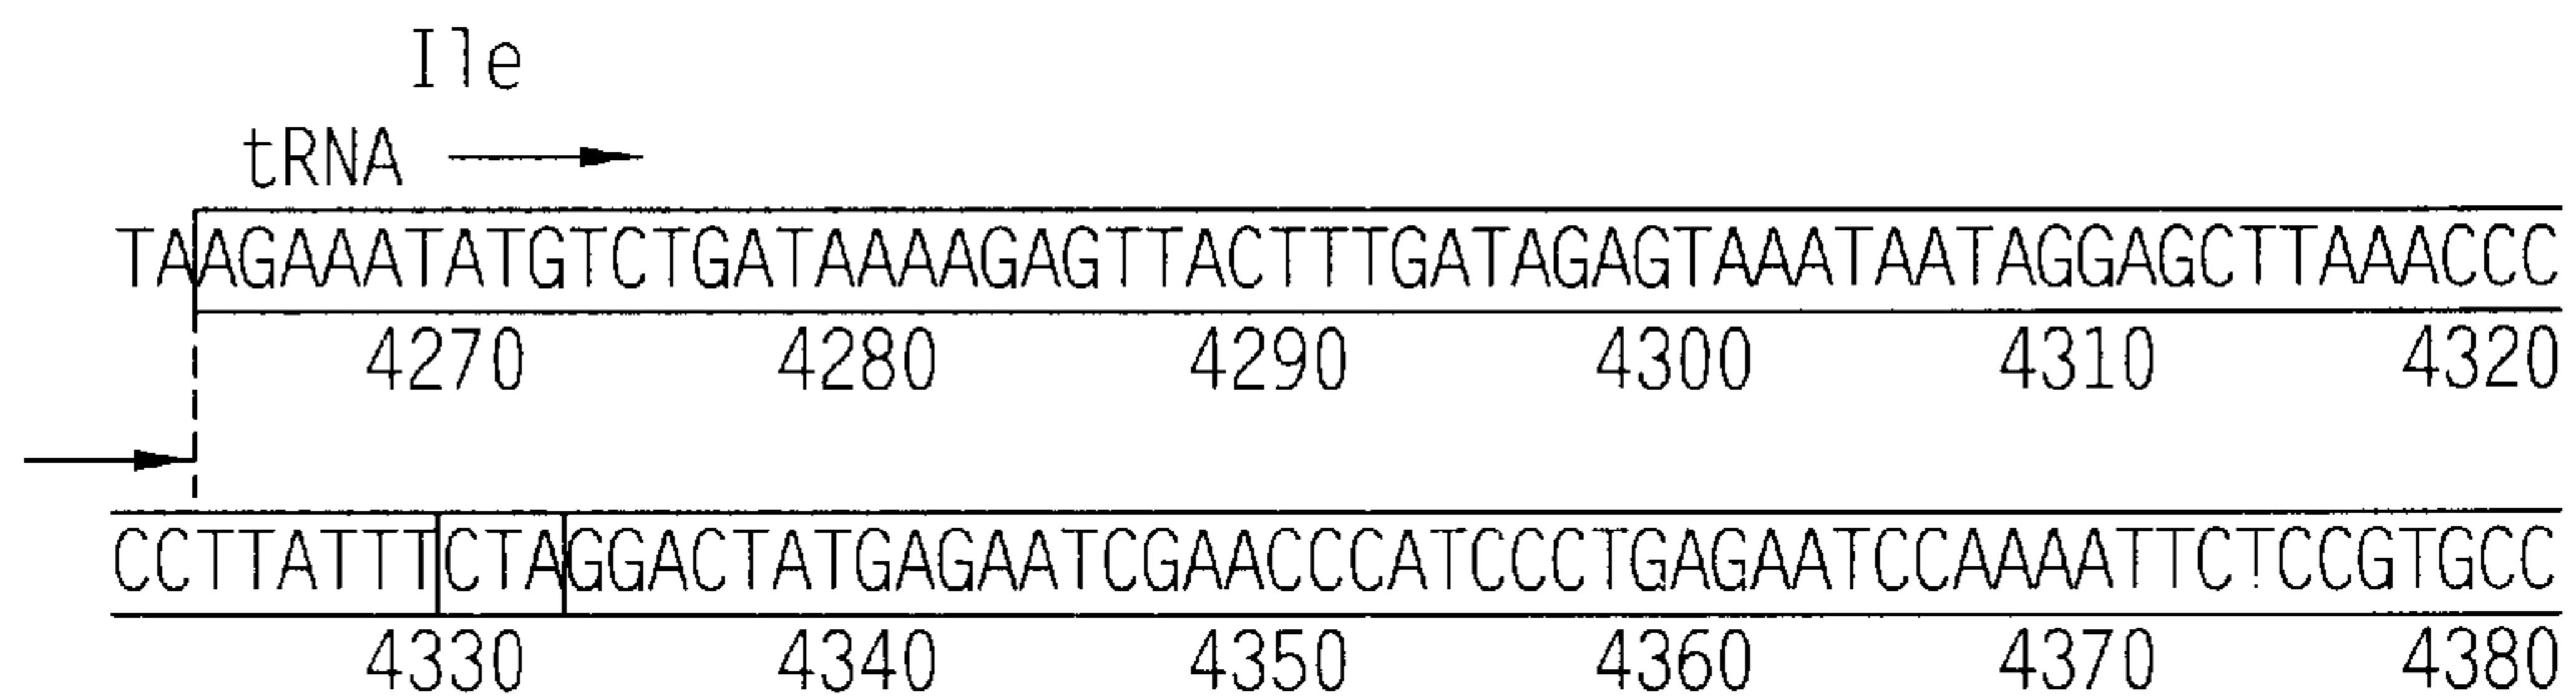 Ile
tRNA
TAAGAAATATGTCTGATAAAAGAGTTACTTTGATAGAGTAAATAATAGGAGCTTAAACCC
4270 4280 4290 4300 4310 4320
CCTTATTTCTAGGACTATGAGAATCGAACCCATCCCTGAGAATCCAAAATTCTCCGTGCC
4330 4340 4350 4360 4370 4380